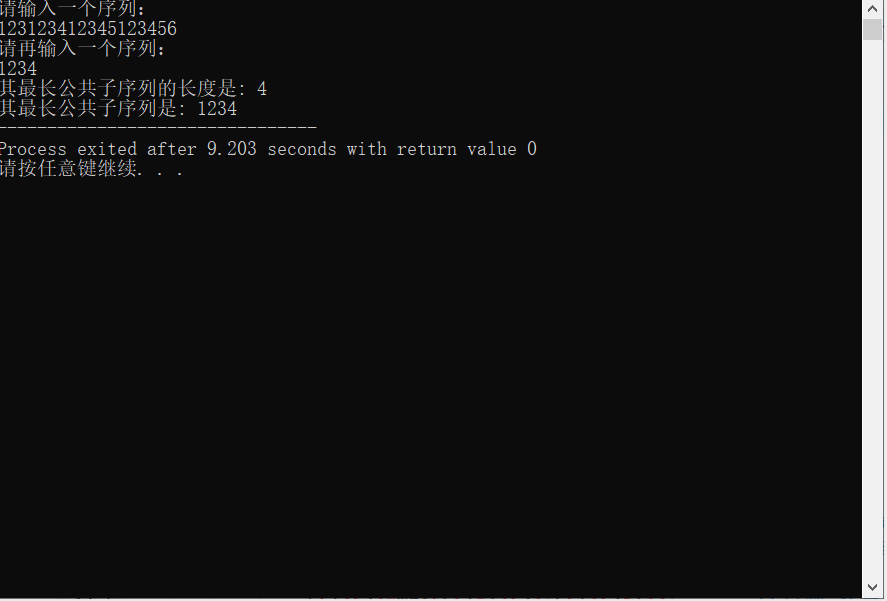 请输入一个序列:
123123412345123456
请再输入一个序列:
1234
其最长公共子序列的长度是: 4
其最长公共子序列是: 1234
--------------------------------
Process exited after 9.203 seconds with return value 0
请按任意键继续. . .